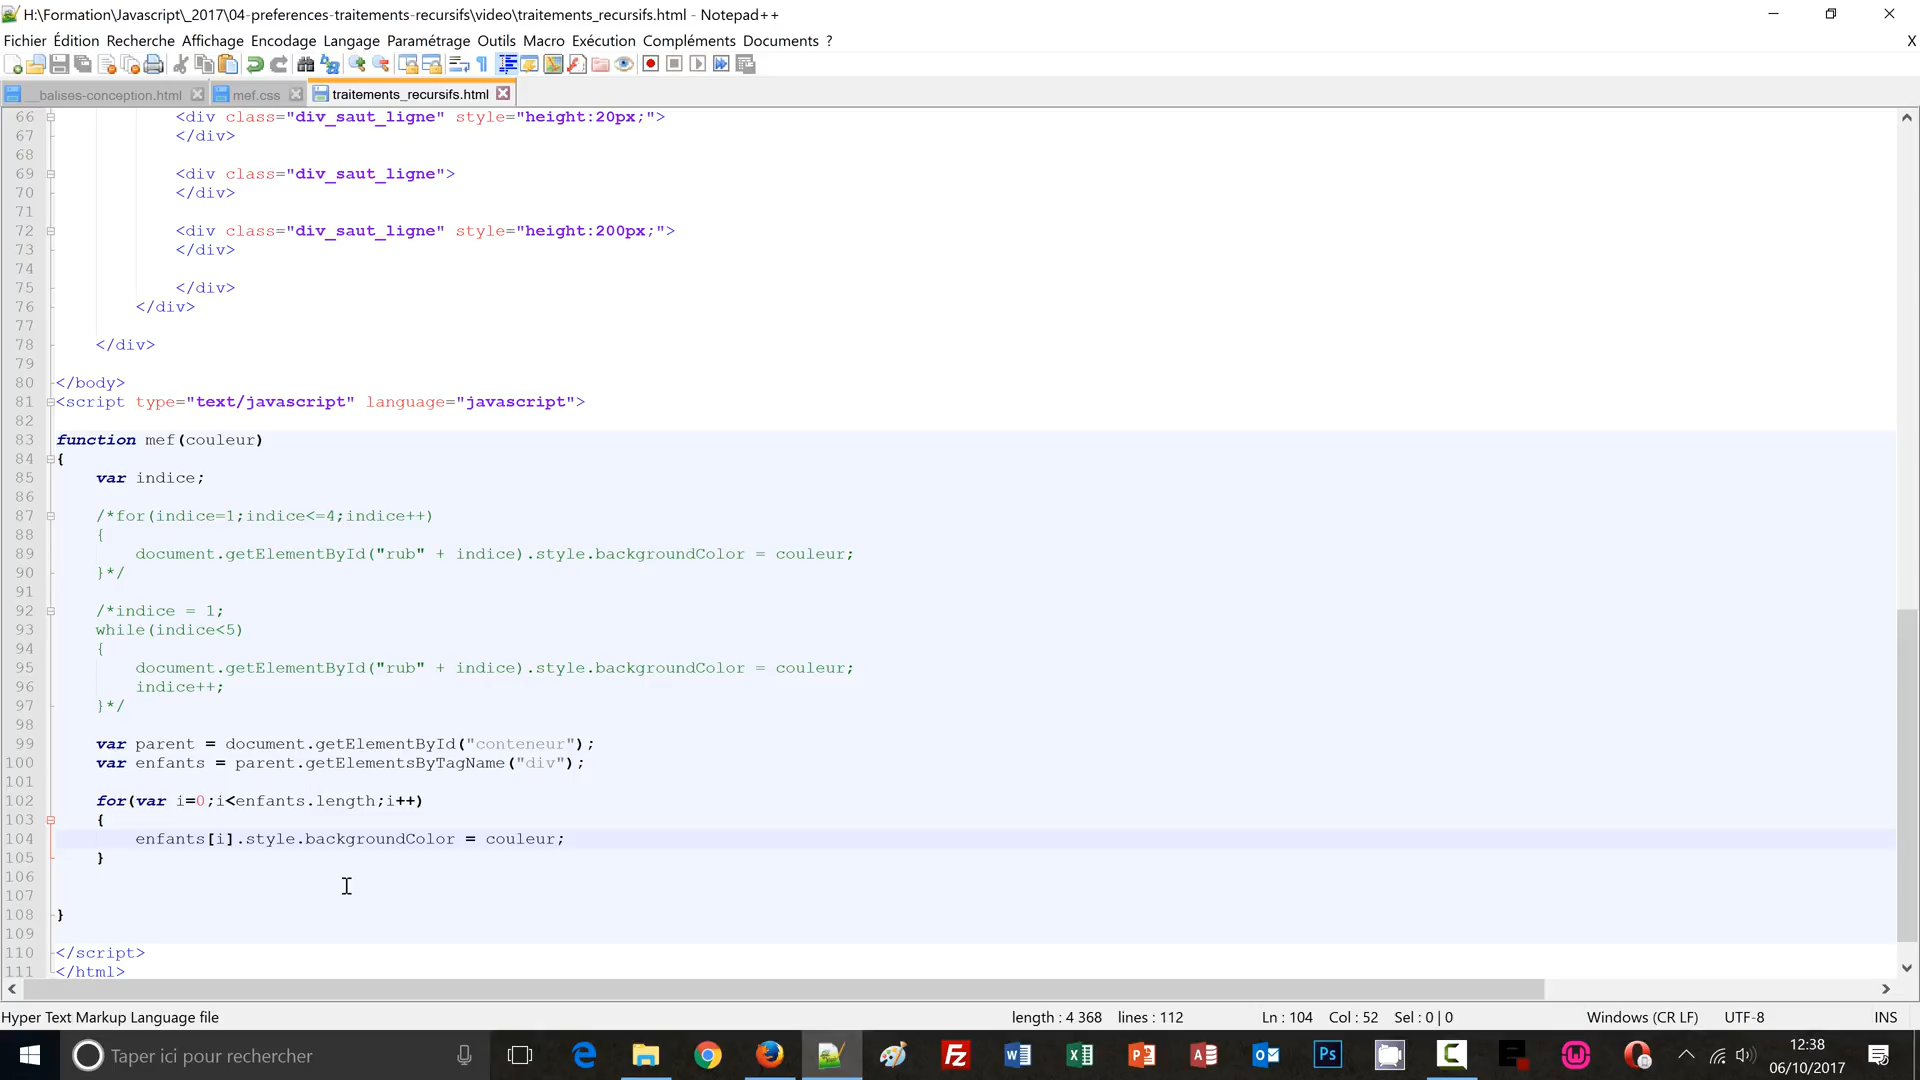 H:\Formation\Javascript\_2017\04-preferences-traitements-recursifs\video\traitements_recursifs.html - Notepad++
Fichier Édition Recherche Affichage Encodage Langage Paramétrage Outils Macro Exécution Compléments Documents ? X
__balises-conception.html mef.css traitements_recursifs.html
66 <div class="div_saut_ligne" style="height:20px;">
67 </div>
68
69 <div class="div_saut_ligne">
70 </div>
71
72 <div class="div_saut_ligne" style="height:200px;">
73 </div>
74
75 </div>
76 </div>
77
78 </div>
79
80 </body>
81 <script type="text/javascript" language="javascript">
82
83 function mef(couleur)
84 {
85 var indice;
86
87 /*for(indice=1;indice<=4;indice++)
88 {
89 document.getElementById("rub" + indice).style.backgroundColor = couleur;
90 }*/
91
92 /*indice = 1;
93 while(indice<5)
94 {
95 document.getElementById("rub" + indice).style.backgroundColor = couleur;
96 indice++;
97 }*/
98
99 var parent = document.getElementById("conteneur");
100 var enfants = parent.getElementsByTagName("div");
101
102 for(var i=0;i<enfants.length;i++)
103 {
104 enfants[i].style.backgroundColor = couleur;
105 }
106
107
108 }
109
110 </script>
111 </html>
Hyper Text Markup Language file length : 4 368 lines : 112 Ln : 104 Col : 52 Sel : 0 | 0 Windows (CR LF) UTF-8 INS
Taper ici pour rechercher
12:38
06/10/2017